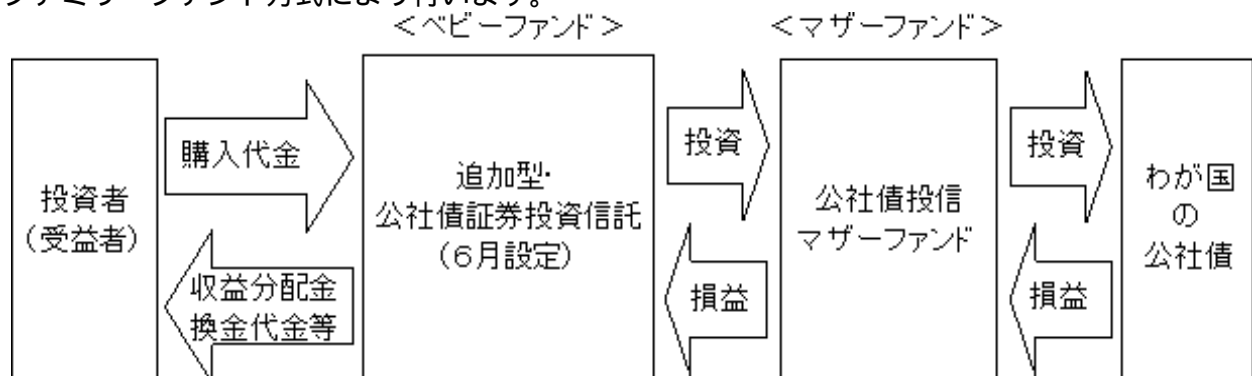 ファミリーファンド方式により行います。
＜ベビーファンド＞
＜マザーファンド＞
投資者
(受益者)
購入代金
収益分配金
換金代金等
追加型・
公社債証券投資信託
(6月設定)
投資
損益
公社債投信
マザーファンド
投資
損益
わが国
の
公社債